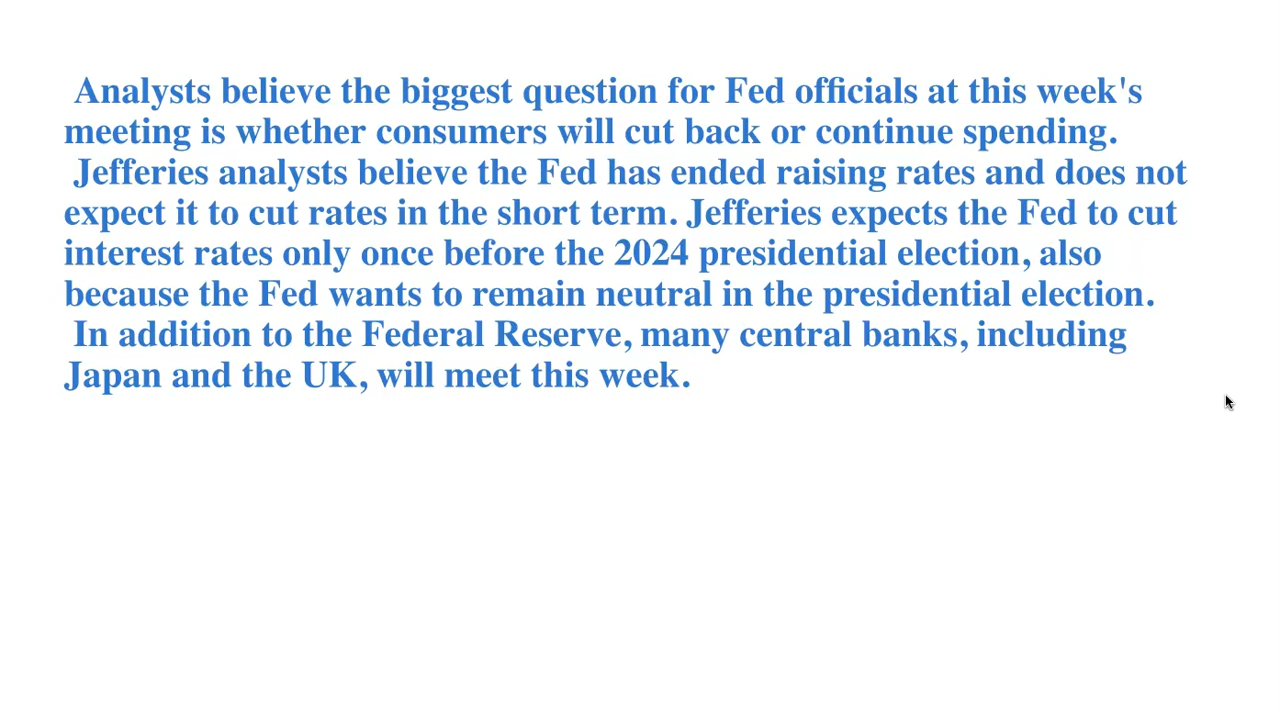 Analysts believe the biggest question for Fed officials at this week's
meeting is whether consumers will cut back or continue spending.
Jefferies analysts believe the Fed has ended raising rates and does not
expect it to cut rates in the short term. Jefferies expects the Fed to cut
interest rates only once before the 2024 presidential election, also
because the Fed wants to remain neutral in the presidential election.
In addition to the Federal Reserve, many central banks, including
Japan and the UK, will meet this week.